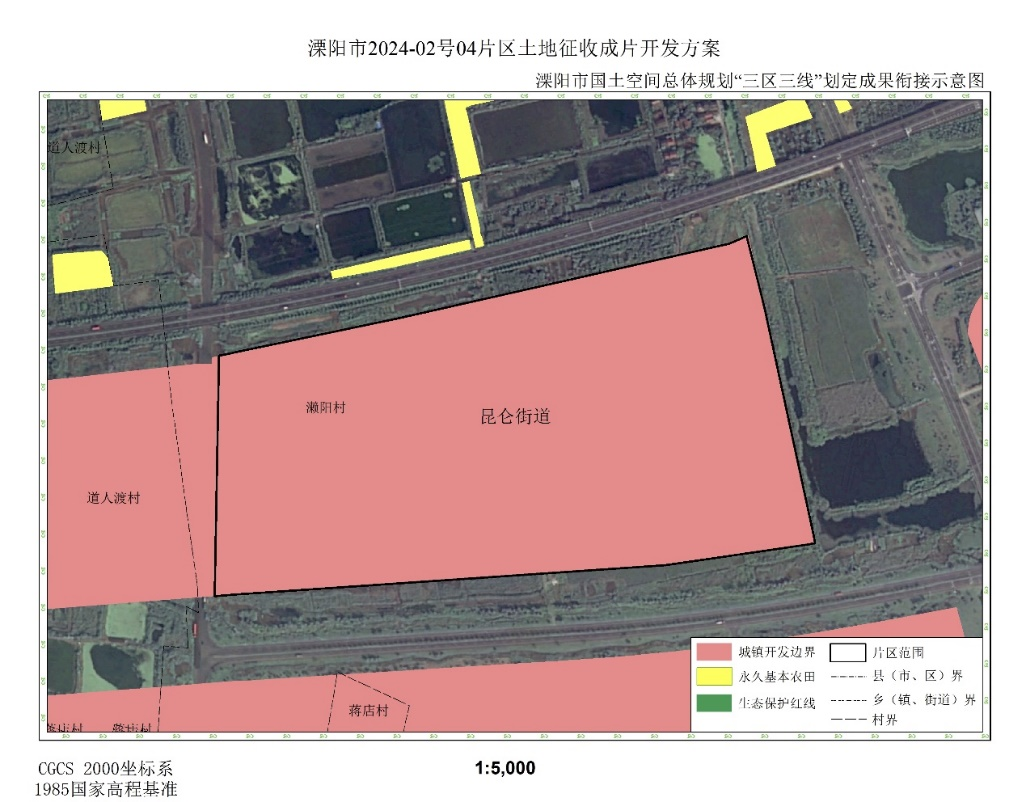 溧阳市2024-02号04片区土地征收成片开发方案
溧阳市国土空间总体规划“三区三线”划定成果衔接示意图
道人渡村
濑阳村
昆仑街道
道人渡村
蒋店村
蒋店村
蒋店村
城镇开发边界
永久基本农田
生态保护红线
片区范围
县（市、区）界
乡（镇、街道）界
村界
CGCS 2000坐标系
1985国家高程基准
1:5,000